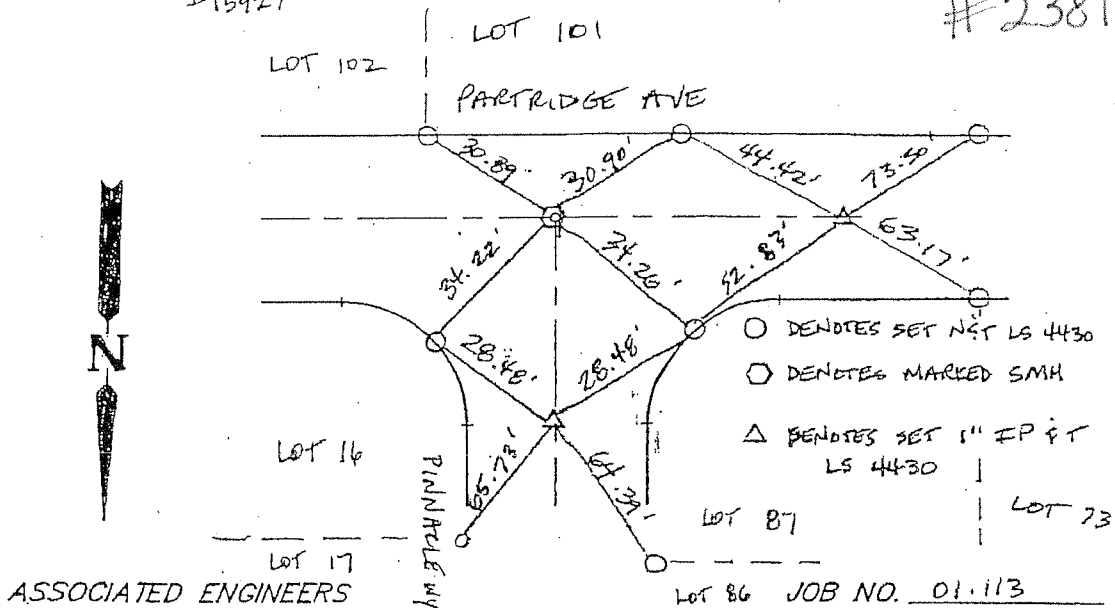 # 2381
LOT 101
LOT 102
PARTRIDGE AVE
30.89
30.90'
44.42'
73.50
63.17'
34.22'
34.26'
52.83'
N
28.48'
28.48'
○ DENOTES SET N&T LS 4430
DENOTES MARKED SMH
△ DENOTES SET 1" IP & T
LS 4430
LOT 16
PINNACLE WY
64.39'
LOT 87
LOT 73
LOT 17
LOT 86
ASSOCIATED ENGINEERS
JOB NO. 01.113